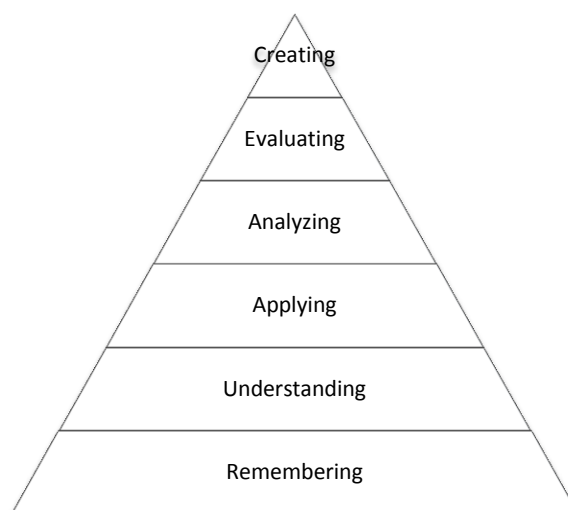 Creating
Evaluating
Analyzing
Applying
Understanding
Remembering